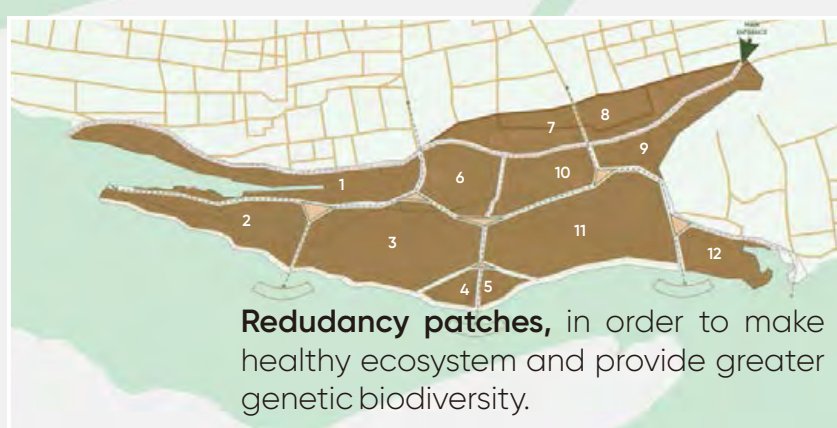 MAIN
ENTRANCE
8
7
9
10
6
1
2
11
3
12
4
5
Redudancy patches, in order to make
healthy ecosystem and provide greater
genetic biodiversity.